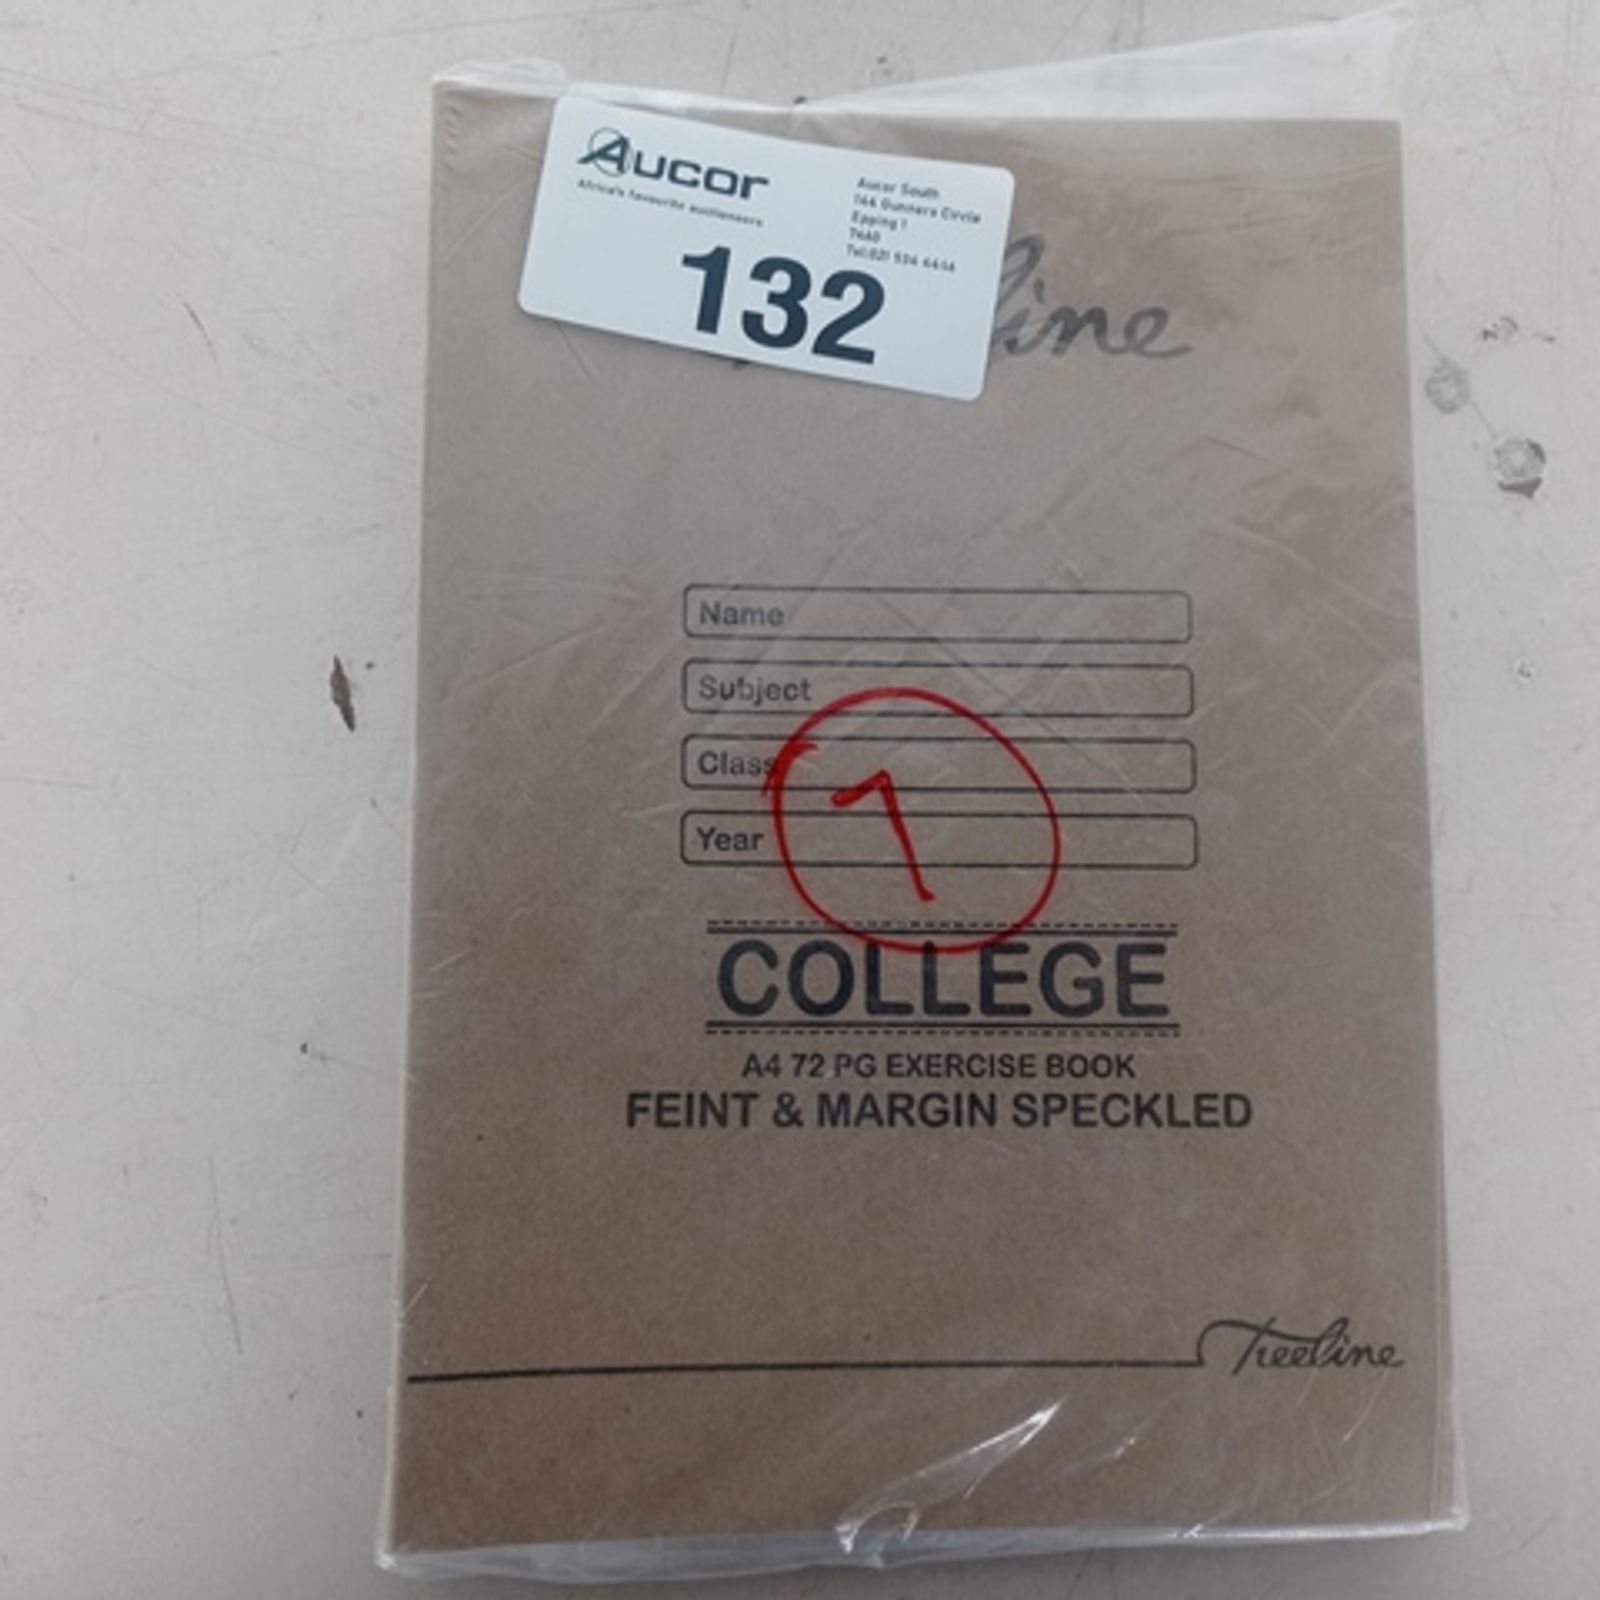 Aucor
Africa's favourite auctioneers
Aucor South
166 Gunners Circle
Epping 1
7460
132
line
Name
Subject
Class
Year
7
COLLEGE
A4 72 PG EXERCISE BOOK
FEINT & MARGIN SPECKLED
Treeline